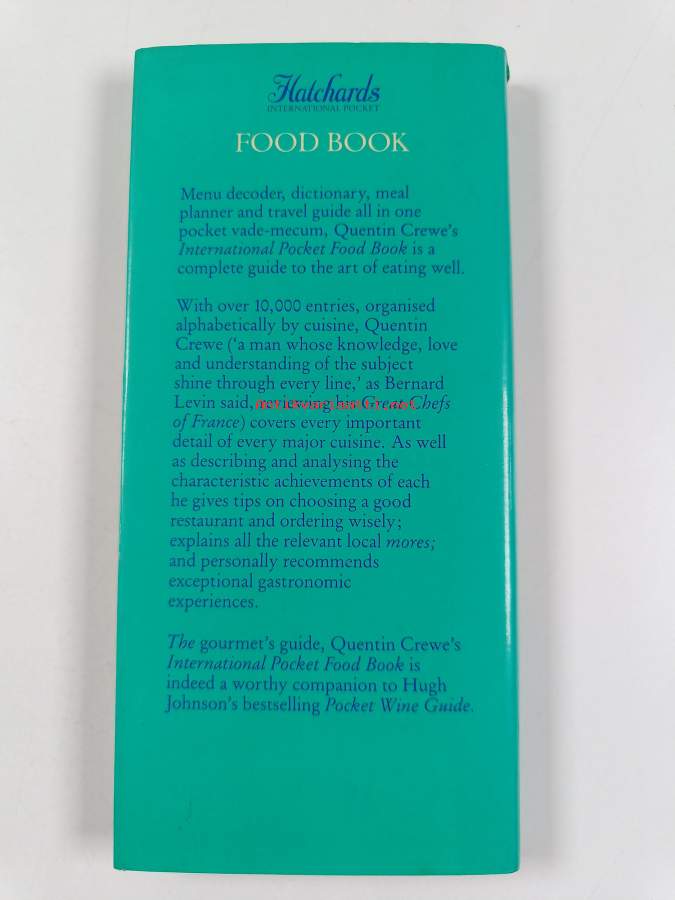 Hatchards
INTERNATIONAL POCKET
FOOD BOOK
Menu decoder, dictionary, meal
planner and travel guide all in one
pocket vade-mecum, Quentin Crewe's
International Pocket Food Book is a
complete guide to the art of eating well.
With over 10,000 entries, organised
alphabetically by cuisine, Quentin
Crewe ('a man whose knowledge, love
and understanding of the subject
shine through every line,' as Bernard
Levin said, reviewing his Great Chefs
of France) covers every important
detail of every major cuisine. As well
as describing and analysing the
characteristic achievements of each
he gives tips on choosing a good
restaurant and ordering wisely;
explains all the relevant local mores;
and personally recommends
exceptional gastronomic
experiences.
The gourmet's guide, Quentin Crewe's
International Pocket Food Book is
indeed a worthy companion to Hugh
Johnson's bestselling Pocket Wine Guide.